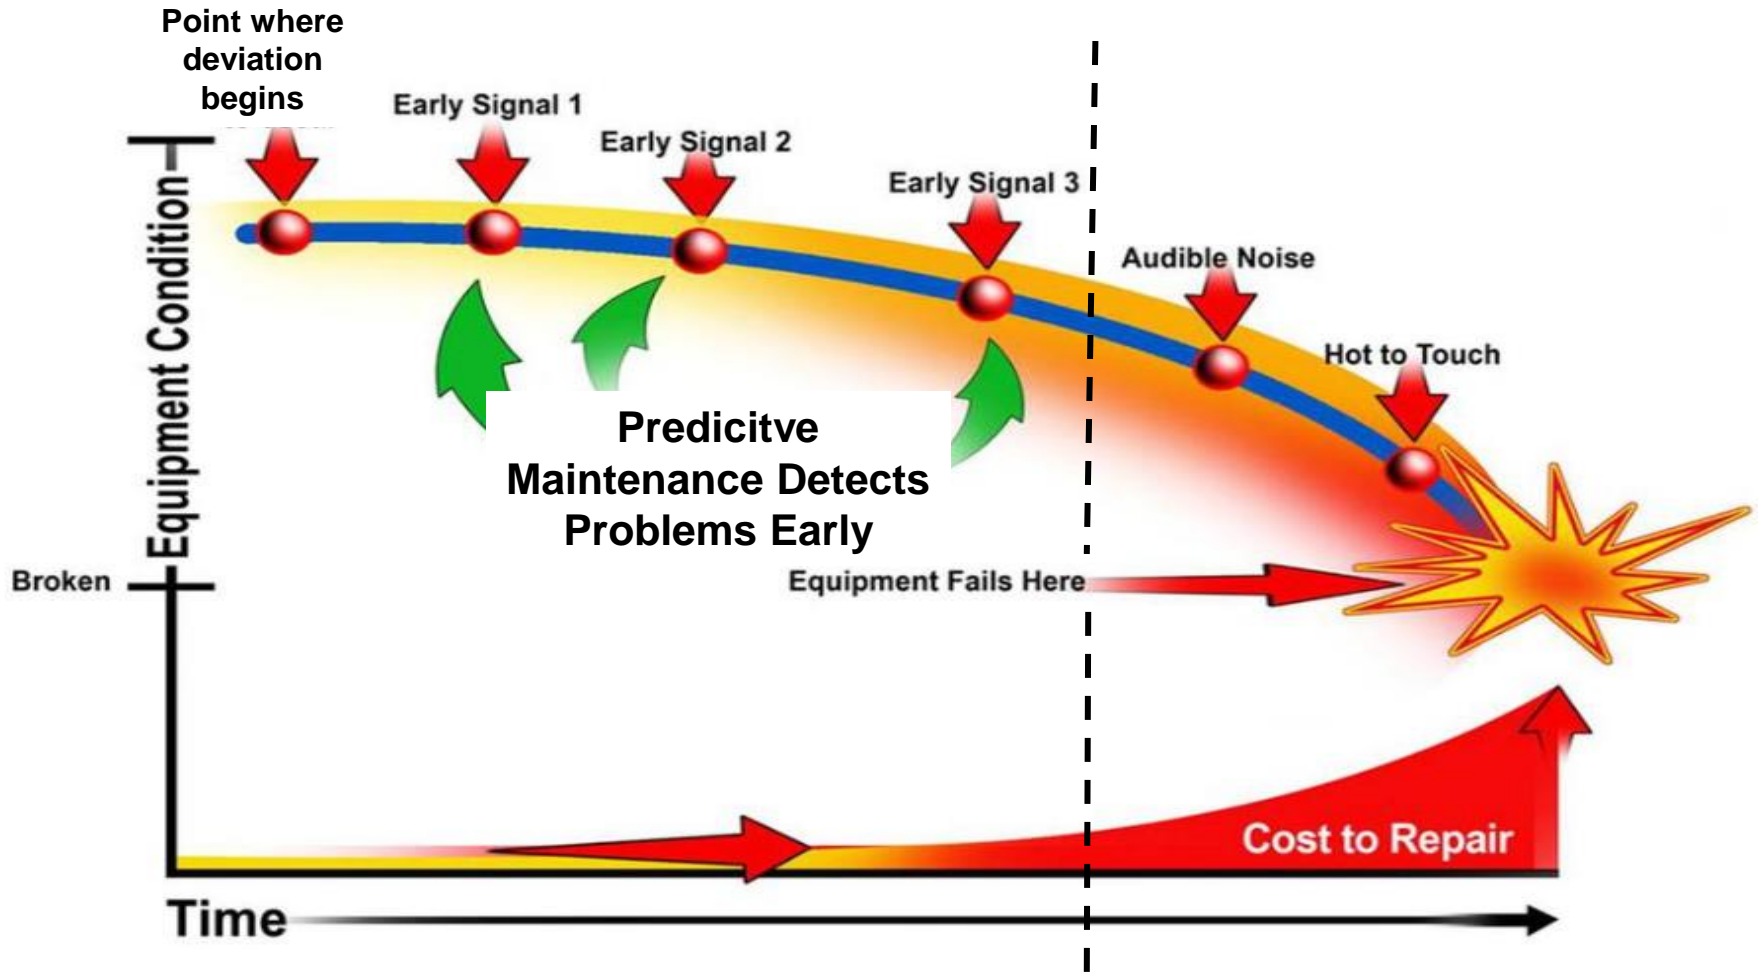 Point where
deviation
begins
Early Signal 1
Early Signal 2
Early Signal 3
Audible Noise
Hot to Touch
Equipment Condition
Predicitve
Maintenance Detects
Problems Early
Broken
Equipment Fails Here
Cost to Repair
Time